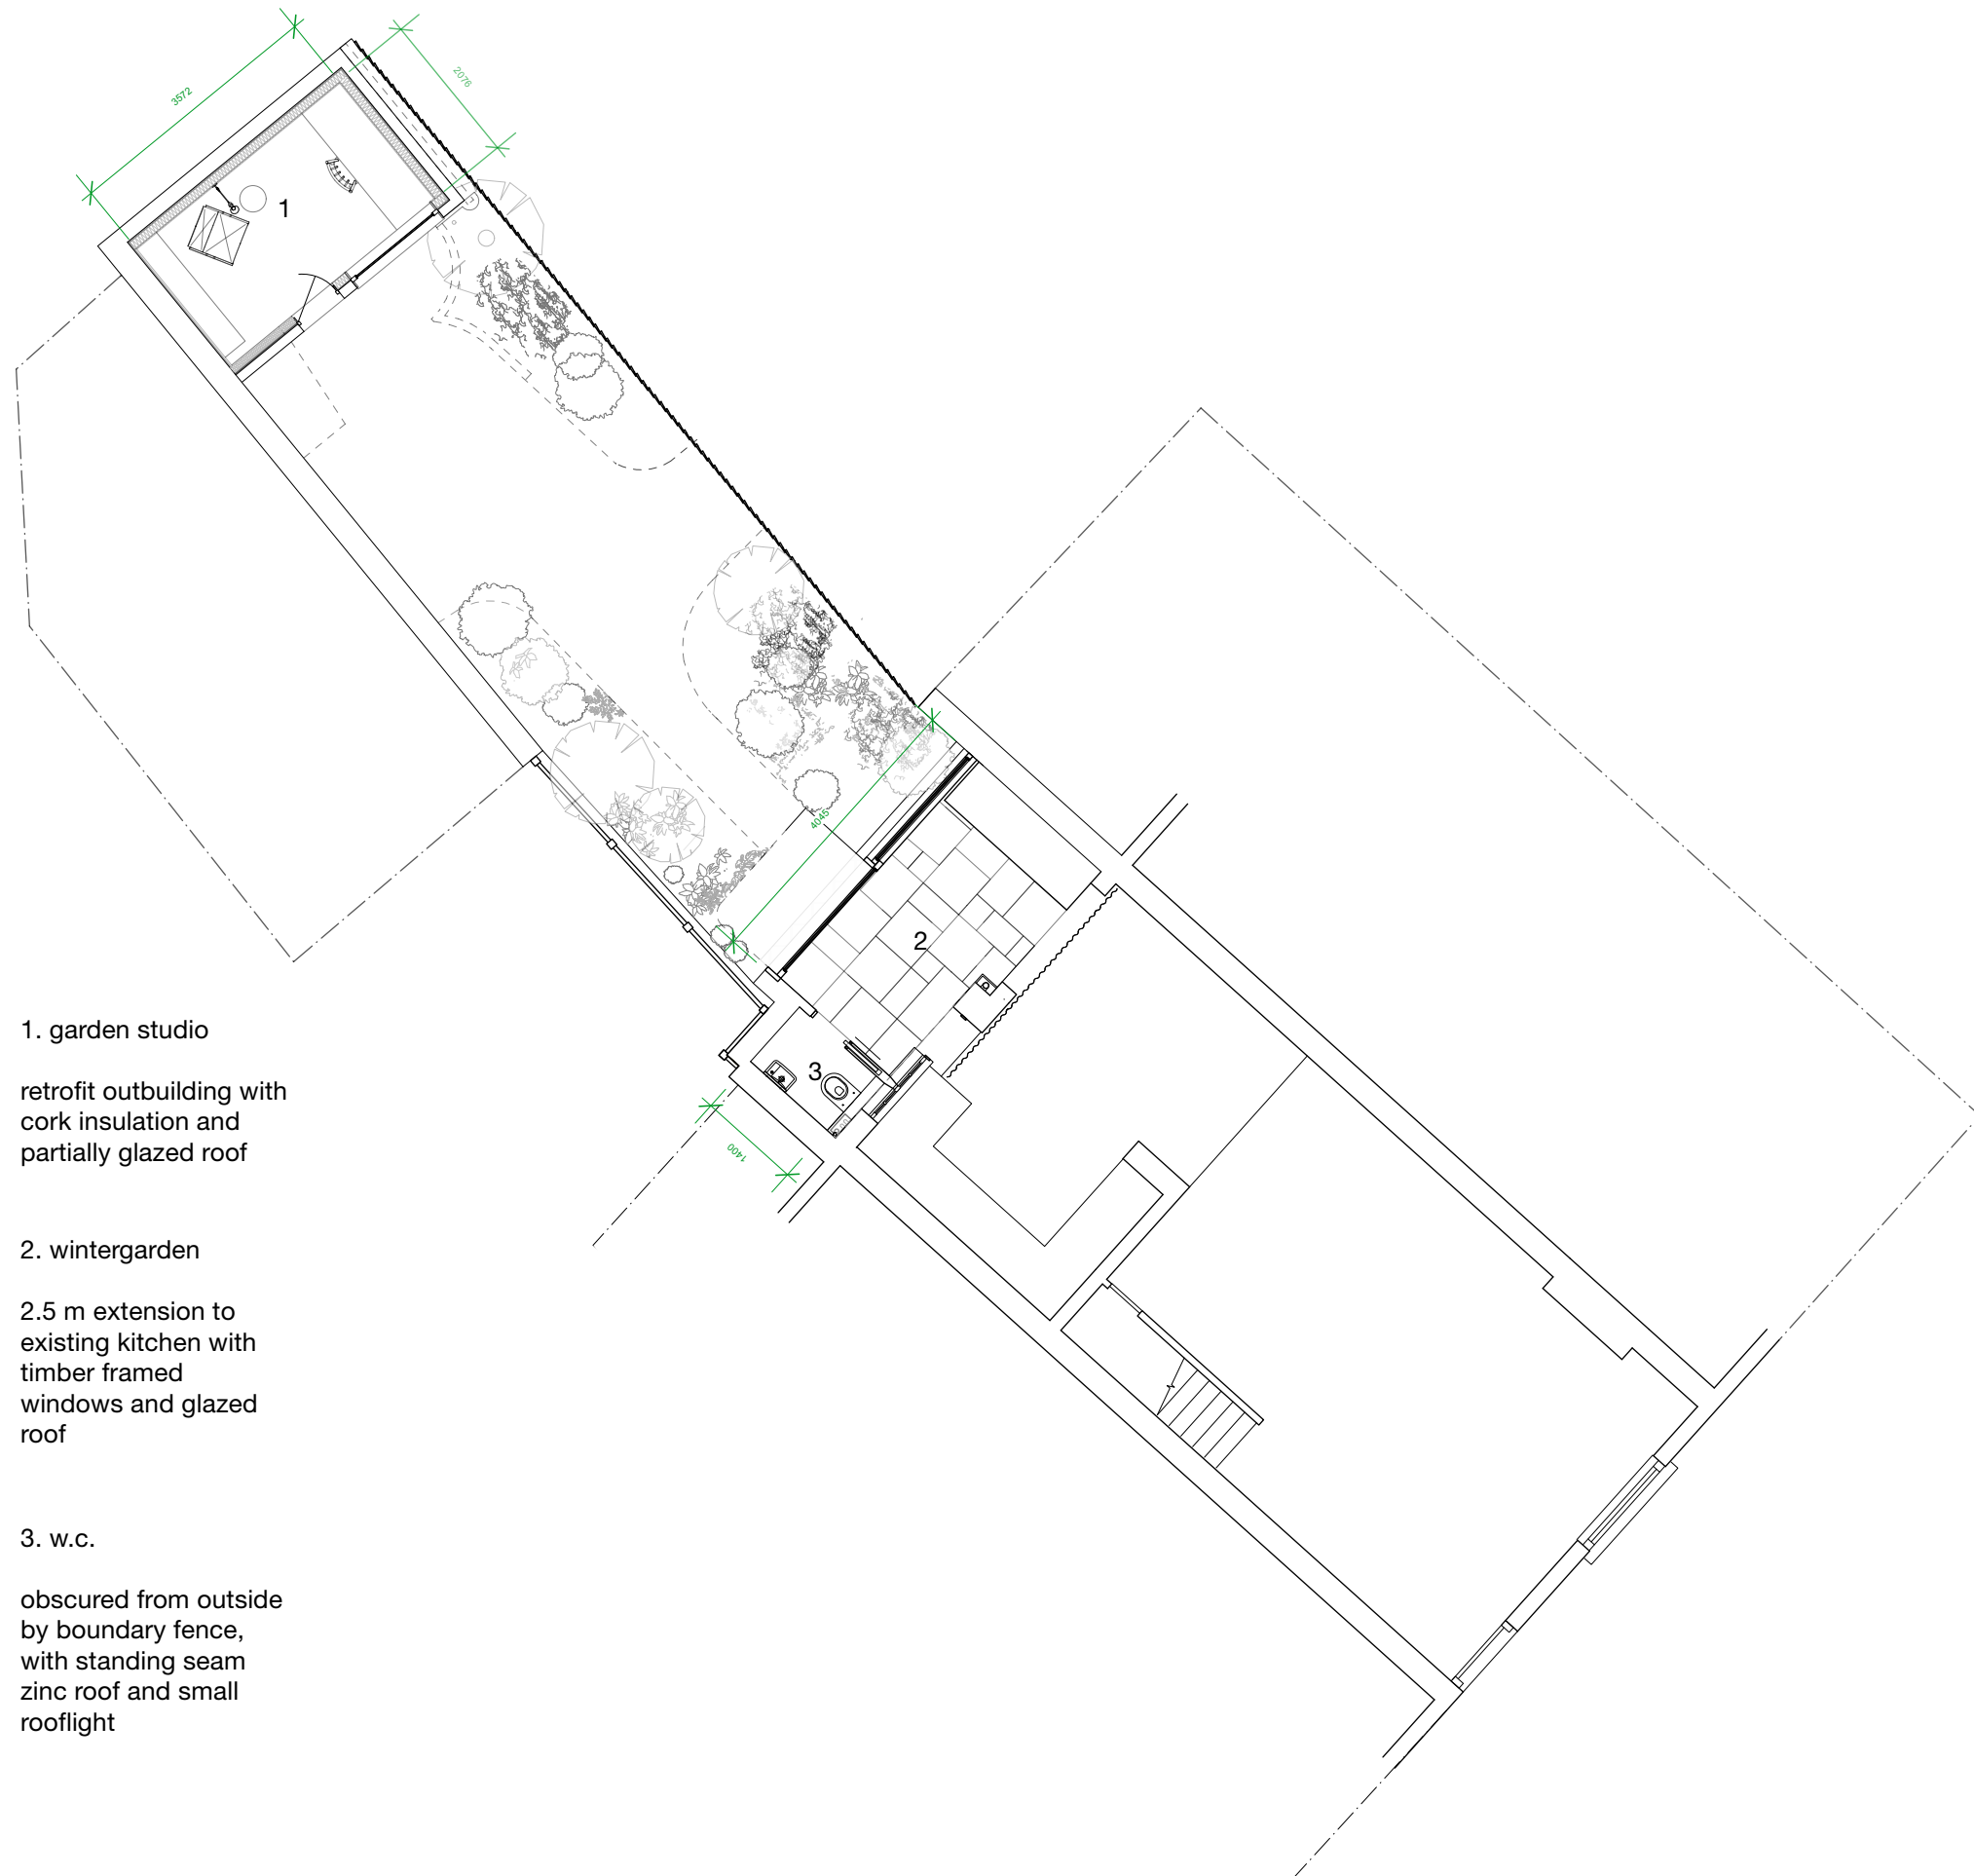 3572
2076
1
4045
2
3
1400
1. garden studio
retrofit outbuilding with
cork insulation and
partially glazed roof
2. wintergarden
2.5 m extension to
existing kitchen with
timber framed
windows and glazed
roof
3. w.c.
obscured from outside
by boundary fence,
with standing seam
zinc roof and small
rooflight